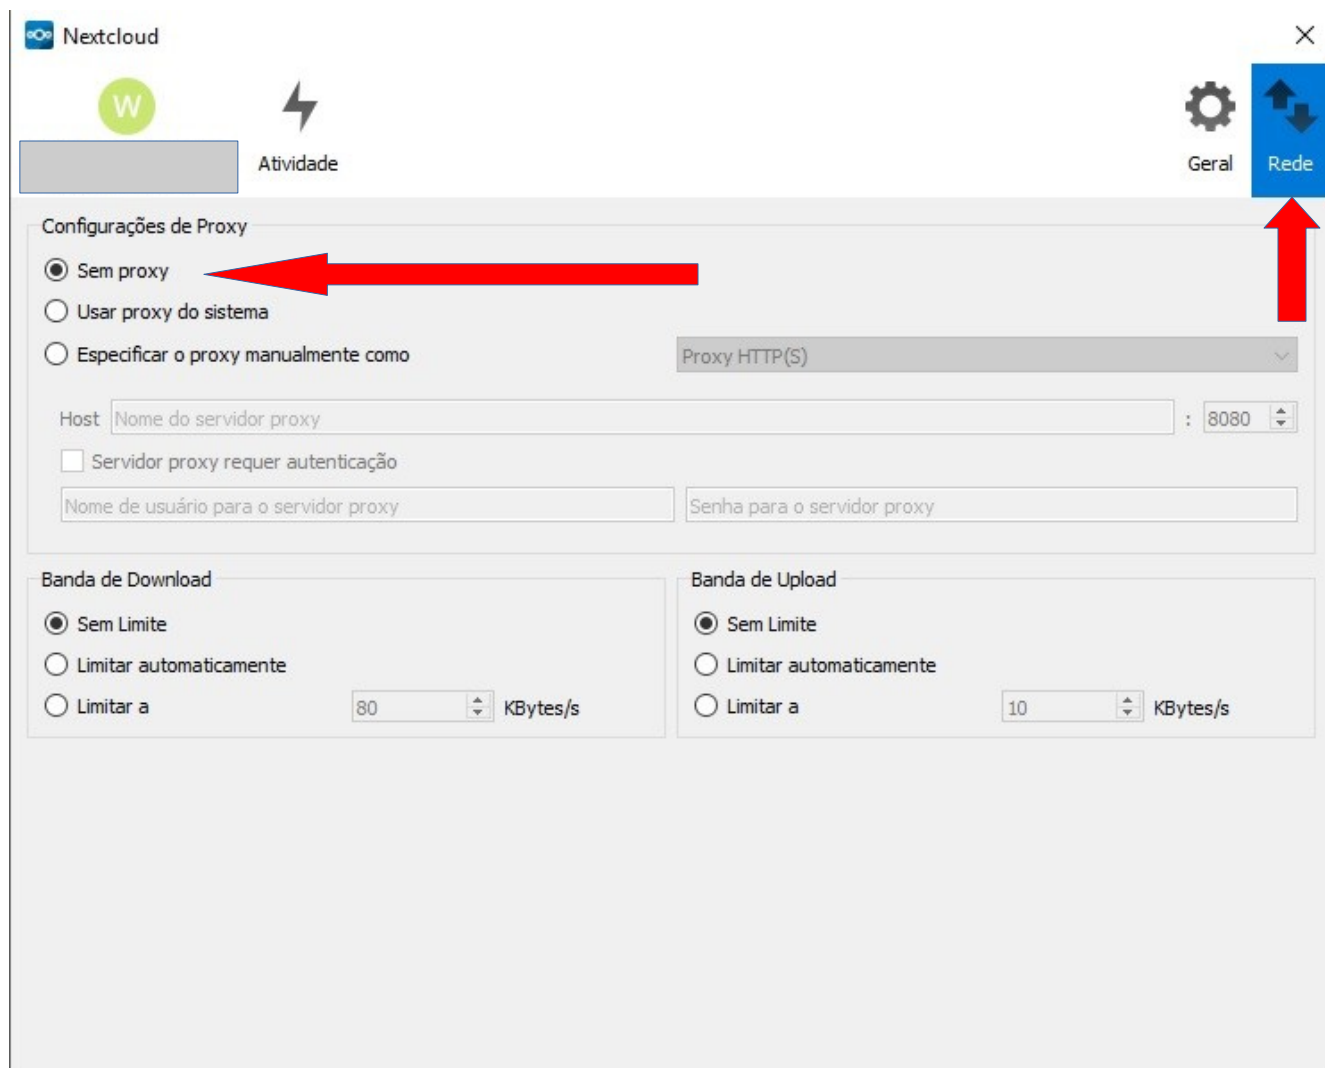 Nextcloud
W
Atividade
Geral
Rede
Configurações de Proxy
Sem proxy
Usar proxy do sistema
Especificar o proxy manualmente como
Proxy HTTP(S)
Host Nome do servidor proxy : 8080
Servidor proxy requer autenticação
Nome de usuário para o servidor proxy
Senha para o servidor proxy
Banda de Download
Sem Limite
Limitar automaticamente
Limitar a 80 KBytes/s
Banda de Upload
Sem Limite
Limitar automaticamente
Limitar a 10 KBytes/s